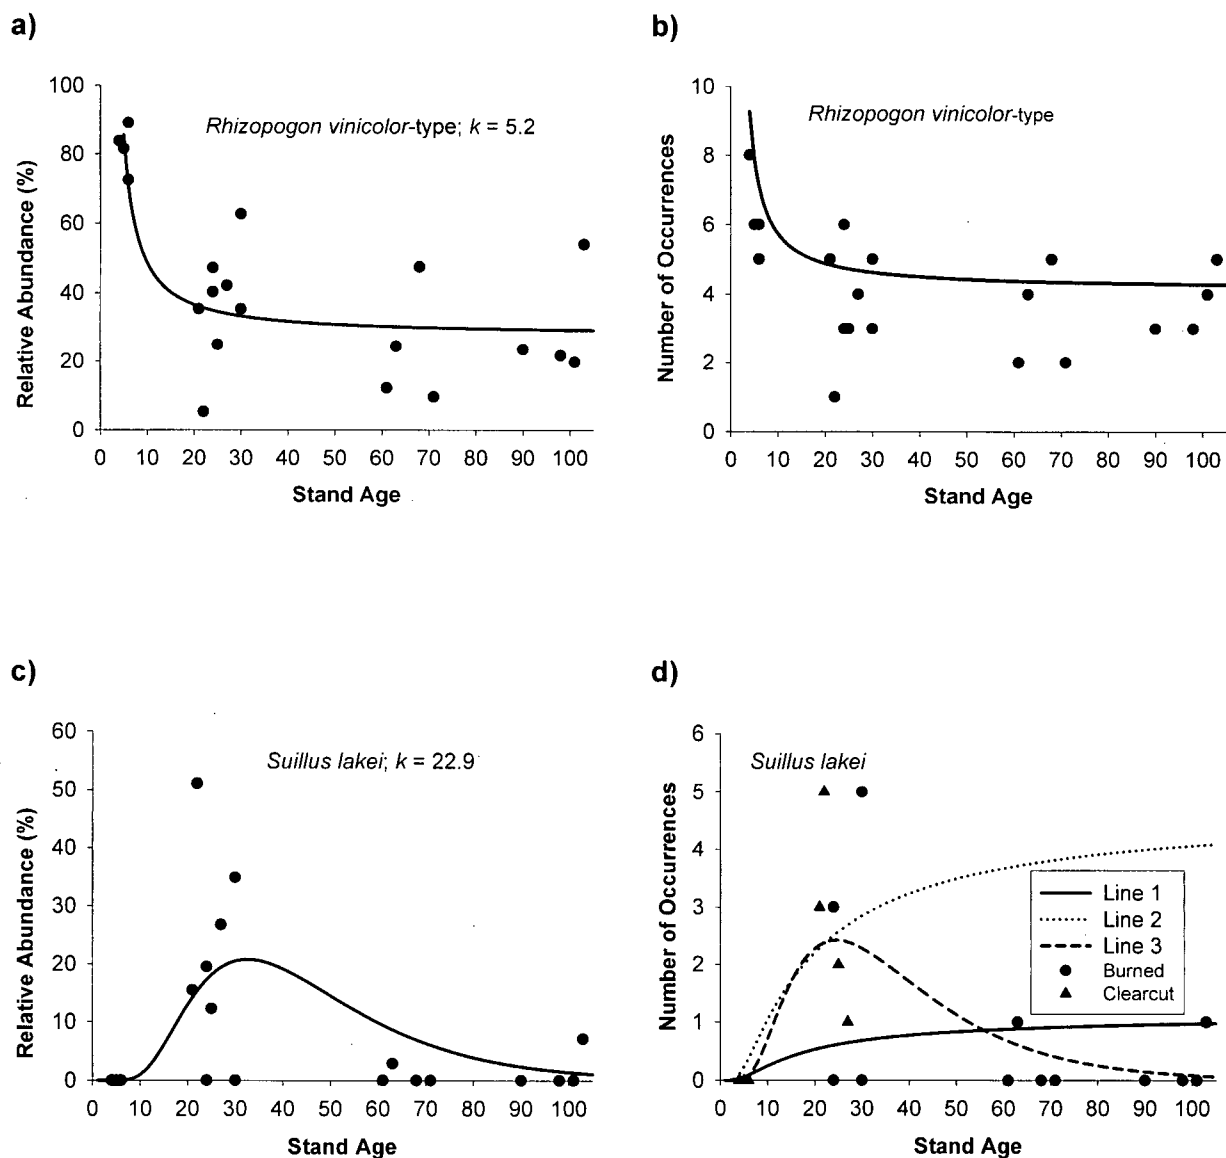 a)
Rhizopogon vinicolor-type; k = 5.2
Relative Abundance (%)
100
80
60
40
20
0
0 10 20 30 40 50 60 70 80 90 100
Stand Age
b)
Rhizopogon vinicolor-type
Number of Occurrences
10
8
6
4
2
0
0 10 20 30 40 50 60 70 80 90 100
Stand Age
c)
Suillus lakei; k = 22.9
Relative Abundance (%)
60
50
40
30
20
10
0
0 10 20 30 40 50 60 70 80 90 100
Stand Age
d)
Suillus lakei
Number of Occurrences
6
5
4
3
2
1
0
Line 1
Line 2
Line 3
Burned
Clearcut
0 10 20 30 40 50 60 70 80 90 100
Stand Age